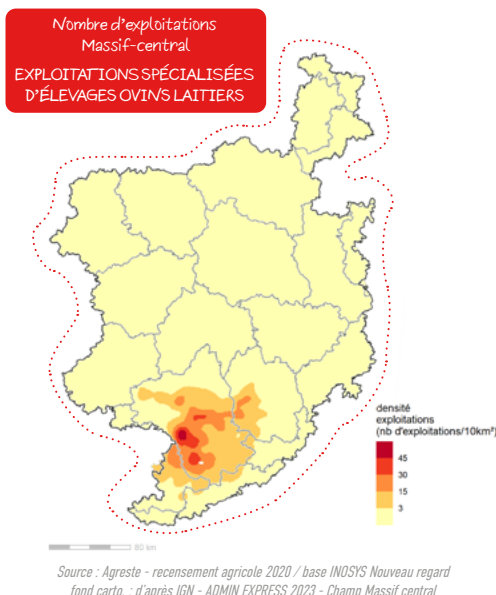 Nombre d'exploitations
Massif-central
EXPLOITATIONS SPÉCIALISÉES
D'ÉLEVAGES OVINS LAITIERS
densité
exploitations
(nb d'exploitations/10km²)
45
30
15
3
80 km
Source : Agreste - recensement agricole 2020 / base INOSYS Nouveau regard
fond carto. : d'après IGN - ADMIN EXPRESS 2023 - Champ Massif central